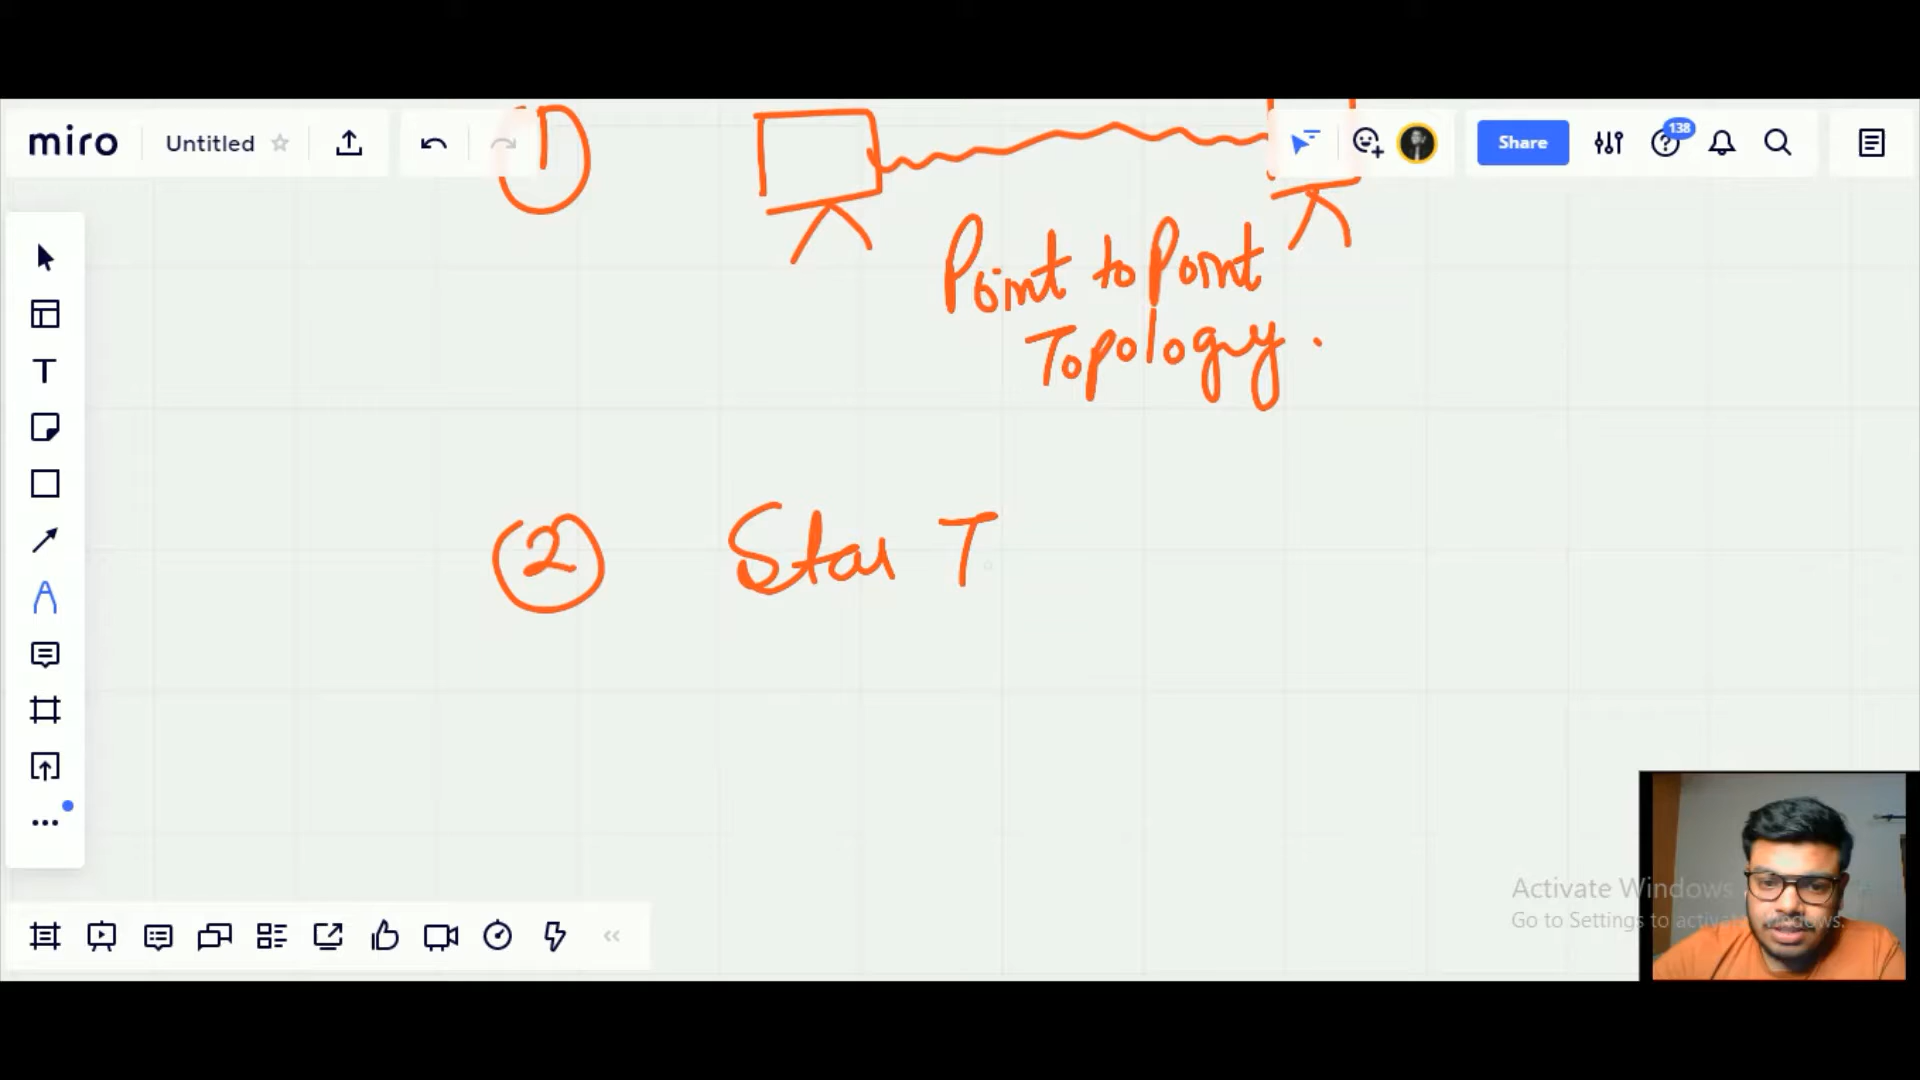 miro Untitled
Share 138
1
Point to Point
Topology.
2 Star T
T
Activate Windows
Go to Settings to activate Windows.